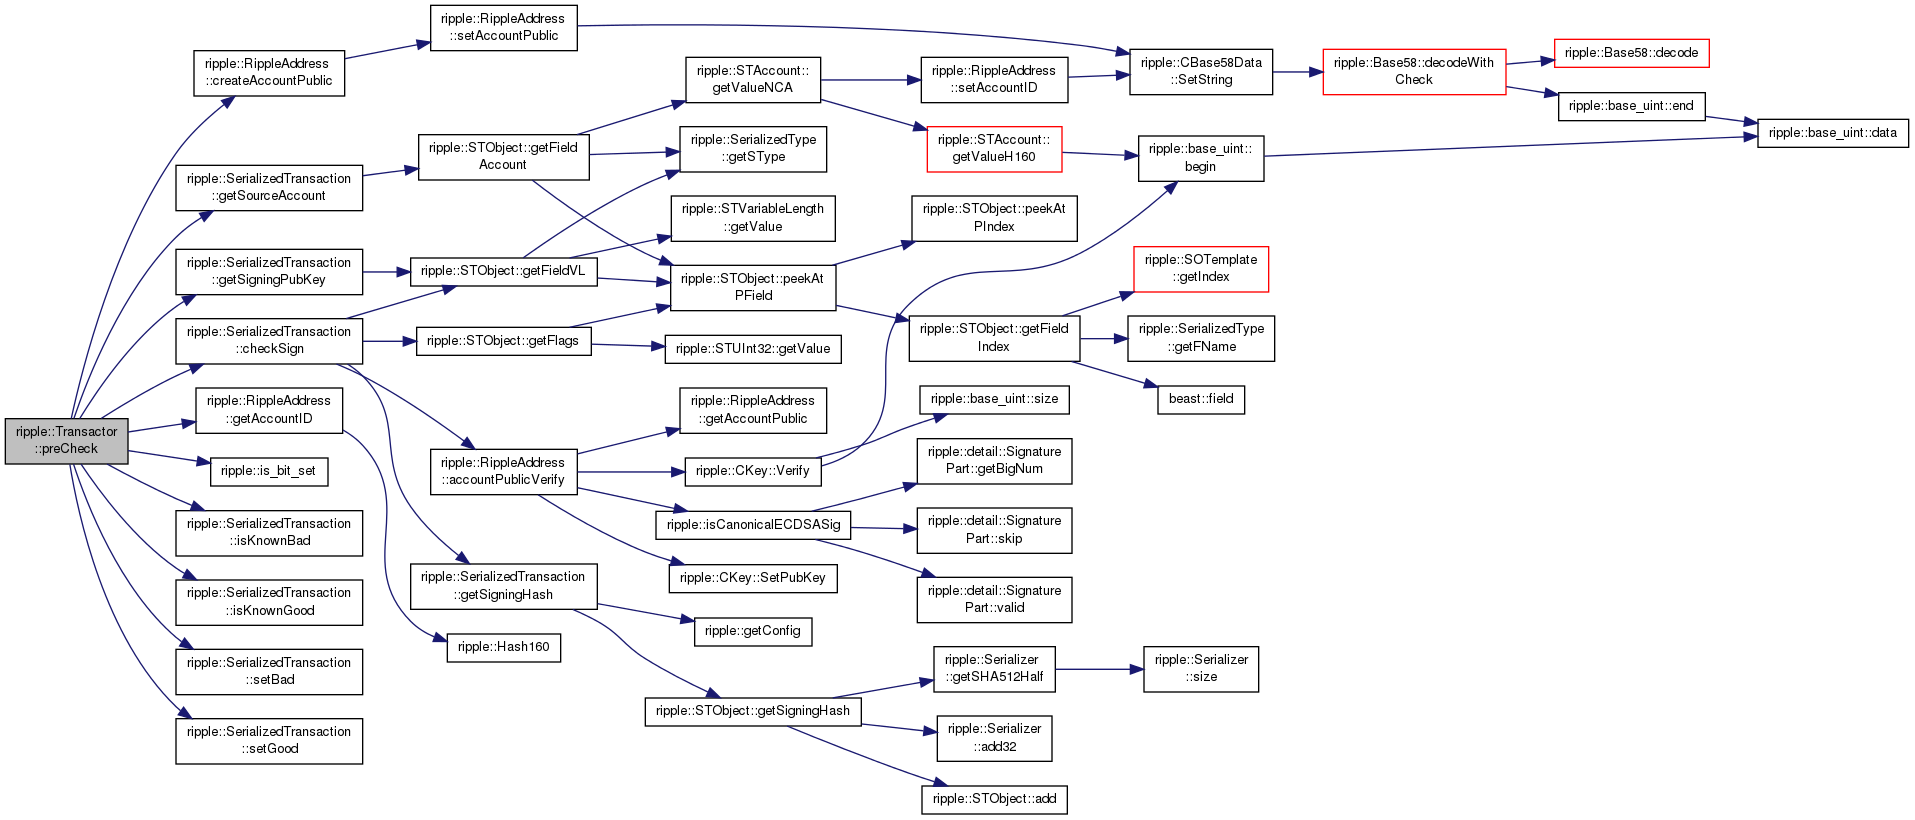 ripple::Transactor
::preCheck
ripple::RippleAddress
::createAccountPublic
ripple::SerializedTransaction
::getSourceAccount
ripple::SerializedTransaction
::getSigningPubKey
ripple::SerializedTransaction
::checkSign
ripple::RippleAddress
::getAccountID
ripple::is_bit_set
ripple::SerializedTransaction
::isKnownBad
ripple::SerializedTransaction
::isKnownGood
ripple::SerializedTransaction
::setBad
ripple::SerializedTransaction
::setGood
ripple::RippleAddress
::setAccountPublic
ripple::STObject::getField
Account
ripple::STObject::getFieldVL
ripple::STObject::getFlags
ripple::RippleAddress
::accountPublicVerify
ripple::SerializedTransaction
::getSigningHash
ripple::Hash160
ripple::STAccount::
getValueNCA
ripple::SerializedType
::getSType
ripple::STVariableLength
::getValue
ripple::STObject::peekAt
PField
ripple::STUInt32::getValue
ripple::RippleAddress
::getAccountPublic
ripple::CKey::Verify
ripple::isCanonicalECDSASig
ripple::CKey::SetPubKey
ripple::getConfig
ripple::STObject::getSigningHash
ripple::RippleAddress
::setAccountID
ripple::STAccount::
getValueH160
ripple::STObject::peekAt
PIndex
ripple::STObject::getField
Index
ripple::base_uint::size
ripple::detail::Signature
Part::getBigNum
ripple::detail::Signature
Part::skip
ripple::detail::Signature
Part::valid
ripple::Serializer
::getSHA512Half
ripple::Serializer
::add32
ripple::STObject::add
ripple::CBase58Data
::SetString
ripple::base_uint::
begin
ripple::SOTemplate
::getIndex
ripple::SerializedType
::getFName
beast::field
ripple::Serializer
::size
ripple::Base58::decodeWith
Check
ripple::Base58::decode
ripple::base_uint::end
ripple::base_uint::data